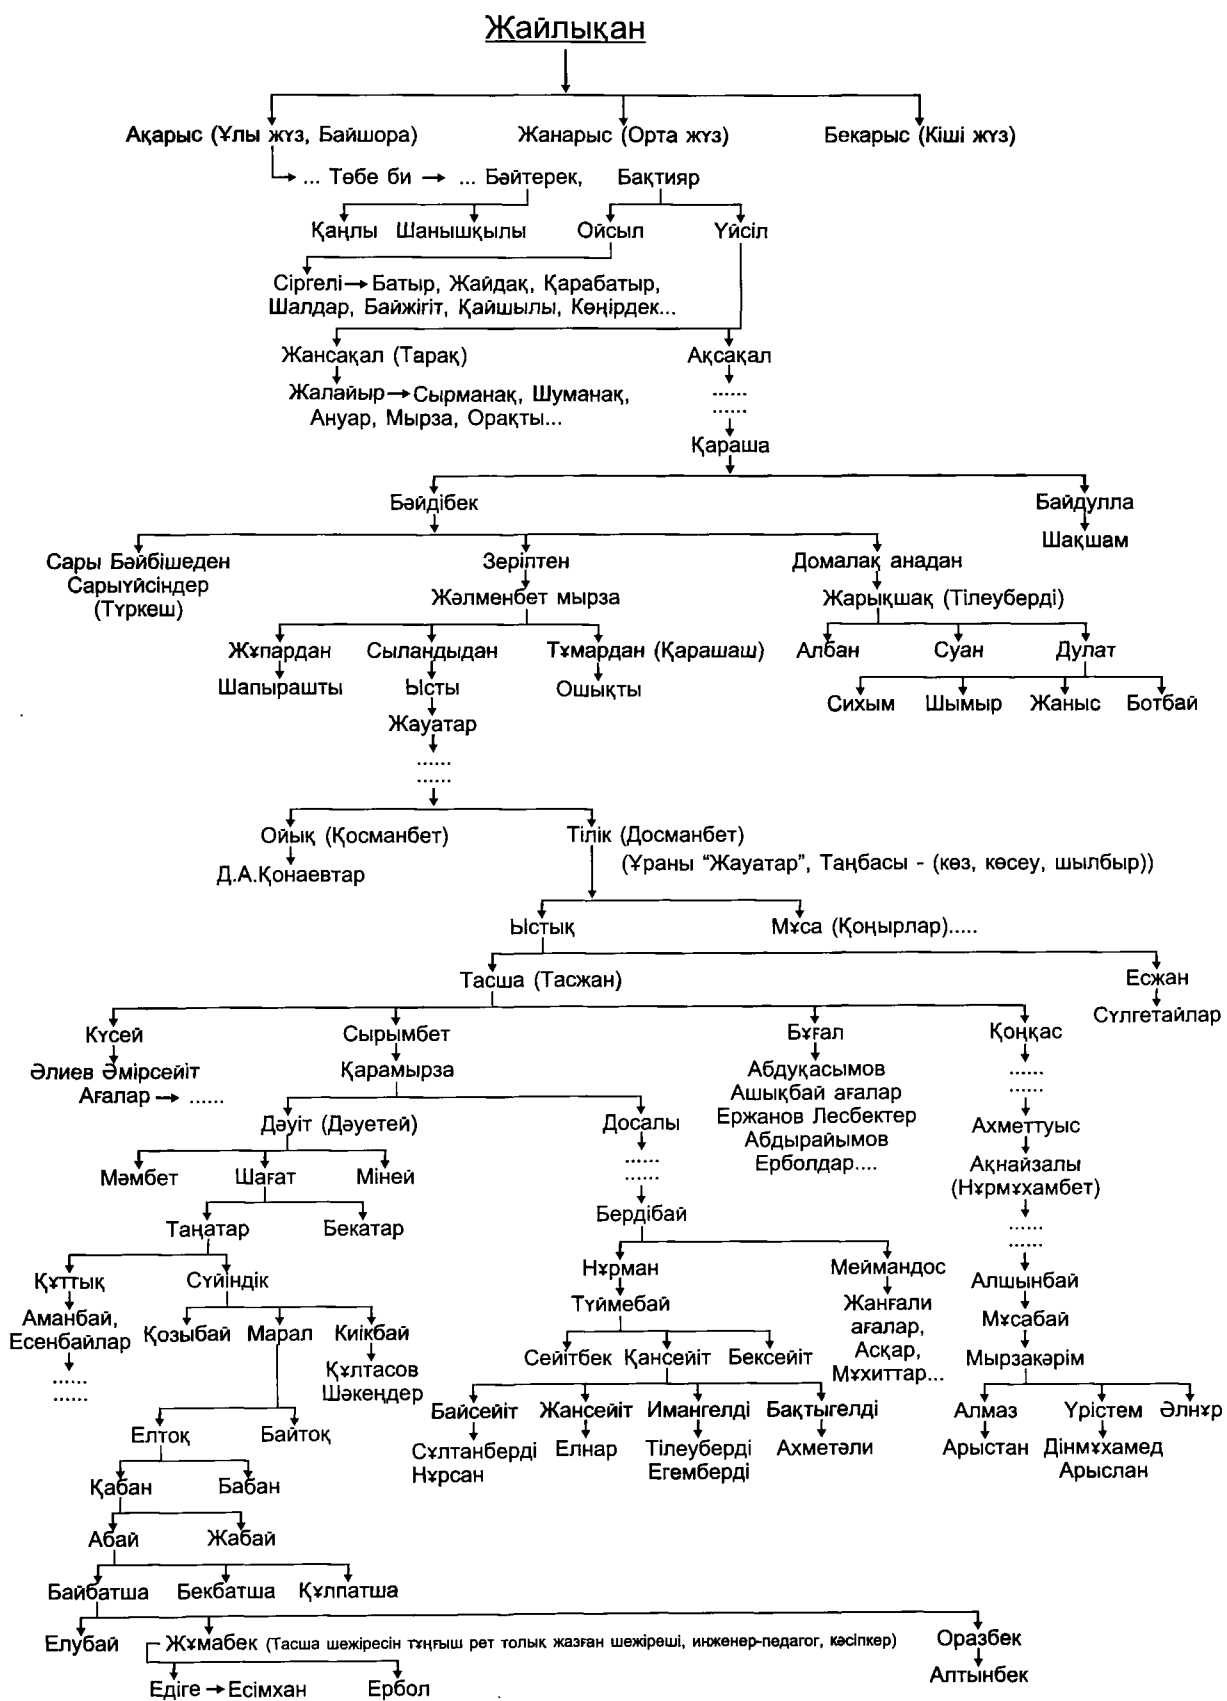 Жайлықан
Ақарыс (Ұлы жүз, Байшора) Жанарыс (Орта жүз) Бекарыс (Кіші жүз)
... Төбе би → ... Бәйтерек, Бақтияр
Қаңлы Шанышқылы Ойсыл Үйсіл
Сіргелі → Батыр, Жайдақ, Қарабатыр,
Шалдар, Байжігіт, Қайшылы, Көңірдек...
Жансақал (Тарақ) Ақсақал
Жалайыр → Сырманақ, Шуманақ,
......
Ануар, Мырза, Орақты...
......
Қараша
Бәйдібек Байдулла
Шақшам
Сары Бәйбішеден Зеріптен Домалақ анадан
Сарыүйсіндер
(Түркеш)
Жәлменбет мырза Жарықшақ (Тілеуберді)
Жұпардан Сыландыдан Тұмардан (Қарашаш) Албан Суан Дулат
Шапырашты Ысты Ошықты
Сихым Шымыр Жаныс Ботбай
Жауатар
......
......
Ойық (Қосманбет) Тілік (Досманбет)
(Ұраны "Жауатар", Таңбасы - (көз, көсеу, шылбыр))
Д.А.Қонаевтар
Ыстық Мұса (Қоңырлар).....
Тасша (Тасжан) Есжан
Сүлгетайлар
Күсей Сырымбет Бұғал Қоңқас
Әлиев Әмірсейіт Қарамырза Абдуқасымов ......
Ағалар → ...... Ашықбай ағалар ......
Ержанов Лесбектер
Дәуіт (Дәуетей) Досалы Абдырайымов Ахметтуыс
Ерболдар....
Мәмбет Шағат Міней ...... Ақнайзалы
...... (Нұрмұхамбет)
Таңатар Бекатар Бердібай ......
......
Құттық Сүйіндік Нұрман Меймандос Алшынбай
Аманбай, Түймебай Жанғали
Есенбайлар ағалар,
...... Асқар,
...... Мұхиттар...
Қозыбай Марал Киікбай Мұсабай
Құлтасов Сейітбек Қансейіт Бексейіт Мырзакәрім
Шәкеңдер
Байсейіт Жансейіт Имангелді Бақтыгелді Алмаз Үрістем Әлнұр
Елтоқ Байтоқ Сұлтанберді Елнар Тілеуберді Ахметәли Арыстан Дінмұхамед
Нұрсан Егемберді Арыслан
Қабан Бабан
Абай Жабай
Байбатша Бекбатша Құлпатша
Елубай Жұмабек (Тасша шежіресін тұңғыш рет толык жазған шежіреші, инженер-педагог, кәсіпкер) Оразбек
Едіге → Есімхан Ербол Алтынбек